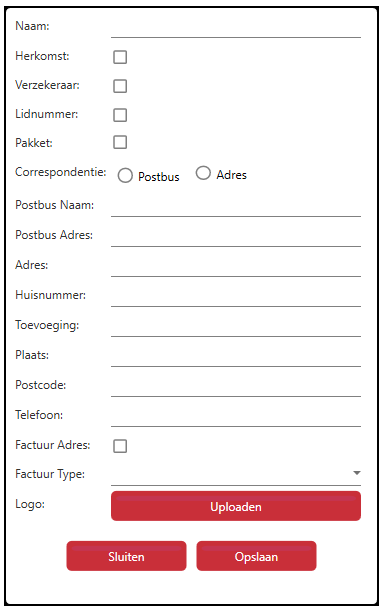 Naam:
Herkomst:
Verzekeraar:
Lidnummer:
Pakket:
Correspondentie: Postbus Adres
Postbus Naam:
Postbus Adres:
Adres:
Huisnummer:
Toevoeging:
Plaats:
Postcode:
Telefoon:
Factuur Adres:
Factuur Type:
Logo: Uploaden
Sluiten Opslaan